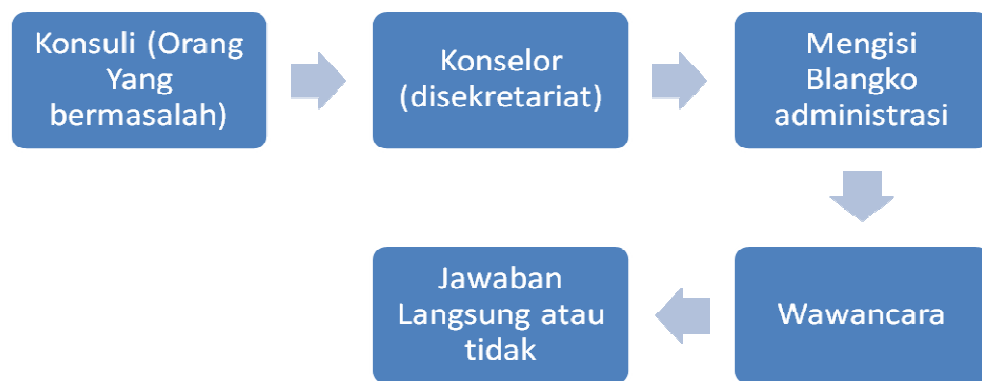 Konsuli (Orang
Yang
bermasalah)
Konselor
(disekretariat)
Mengisi
Blangko
administrasi
Wawancara
Jawaban
Langsung atau
tidak